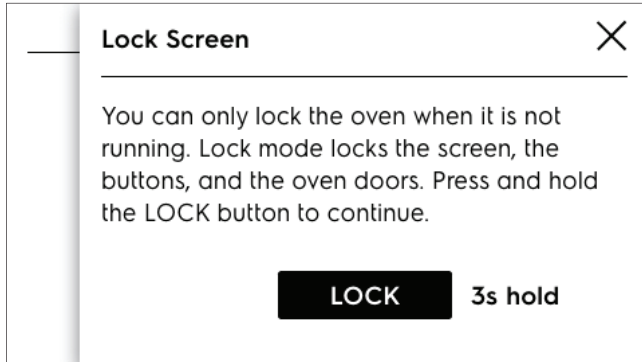 Lock Screen
You can only lock the oven when it is not
running. Lock mode locks the screen, the
buttons, and the oven doors. Press and hold
the LOCK button to continue.
LOCK 3s hold